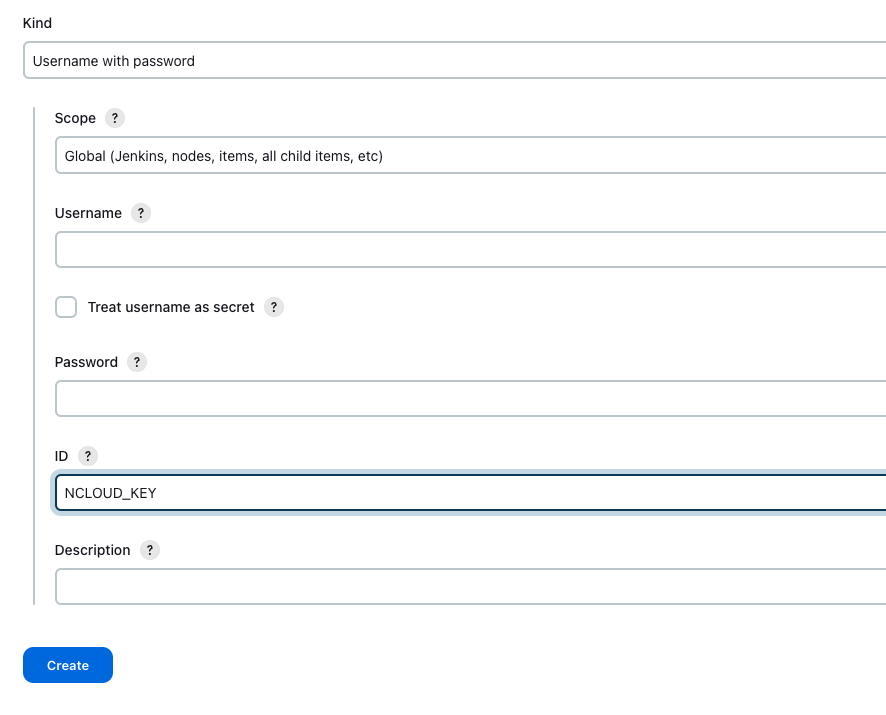 Kind
Username with password
Scope ?
Global (Jenkins, nodes, items, all child items, etc)
Username ?
Treat username as secret ?
Password ?
ID ?
NCLOUD_KEY
Description ?
Create